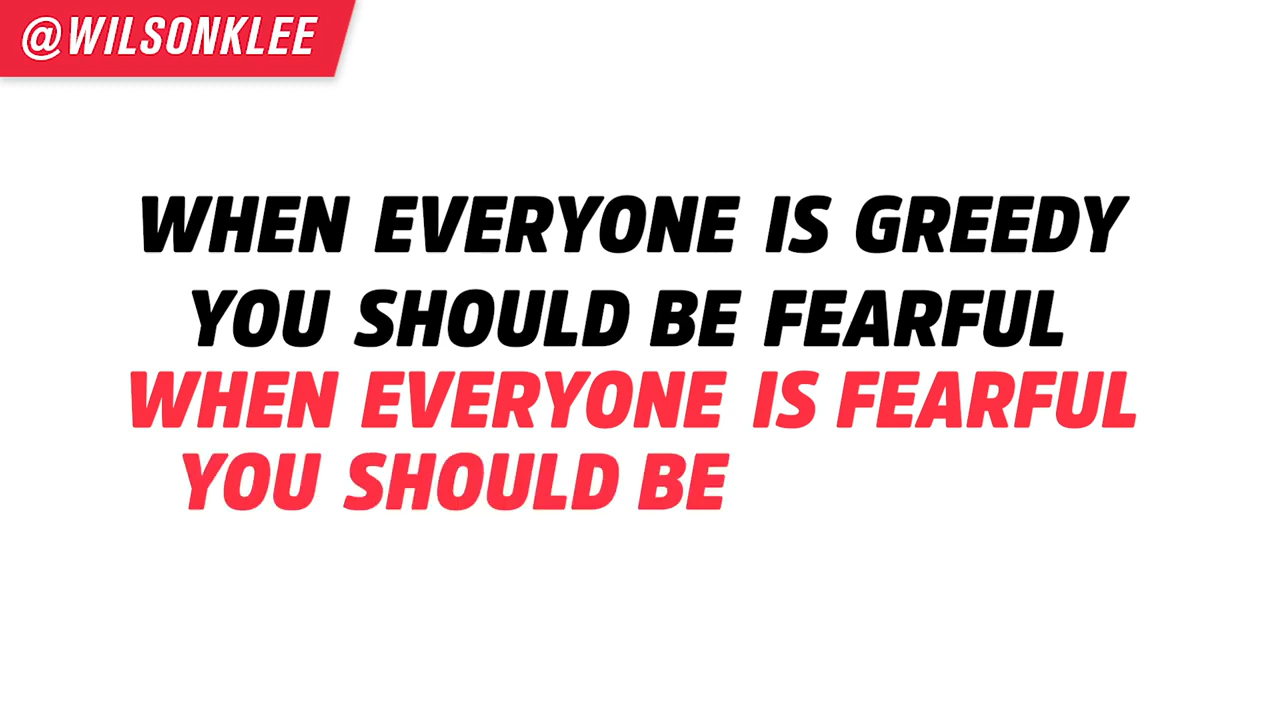 @WILSONKLEE
WHEN EVERYONE IS GREEDY
YOU SHOULD BE FEARFUL
WHEN EVERYONE IS FEARFUL
YOU SHOULD BE